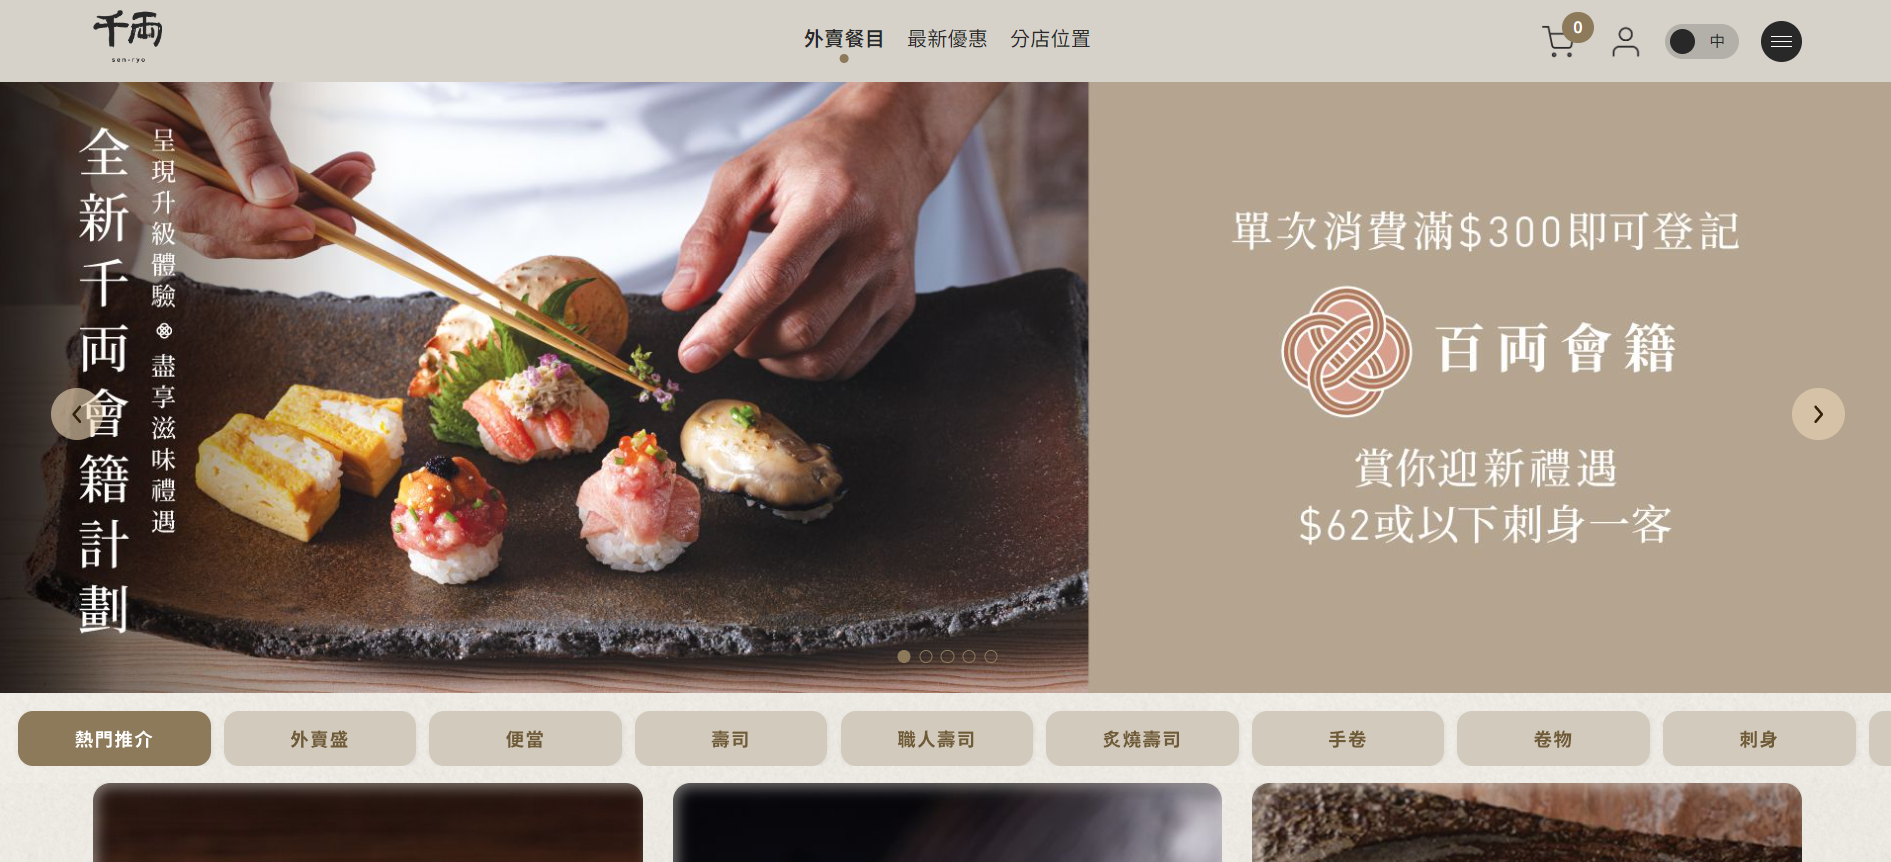 千両
sen-ryo
外賣餐目
最新優惠
分店位置
0
中
全新千両會籍計劃
呈現升級體驗 盡享滋味禮遇
單次消費滿$300即可登記
百両會籍
賞你迎新禮遇
$62或以下刺身一客
熱門推介
外賣盛
便當
壽司
職人壽司
炙燒壽司
手卷
卷物
刺身